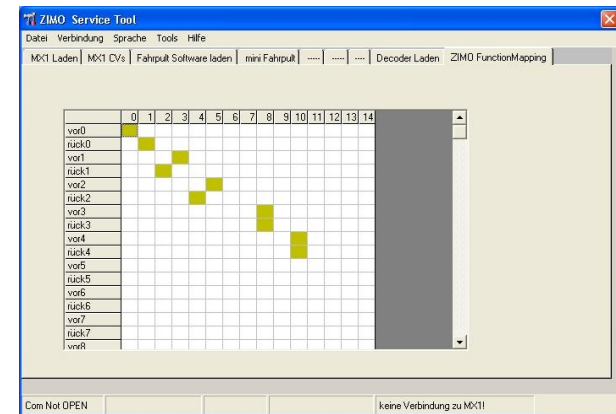 ZIMO Service Tool
Datei Verbindung Sprache Tools Hilfe
MX1 Laden MX1 CVs Fahrpult Software laden mini Fahrpult ----- ----- ---- Decoder Laden ZIMO FunctionMapping
0 1 2 3 4 5 6 7 8 9 10 11 12 13 14
vor0
rück0
vor1
rück1
vor2
rück2
vor3
rück3
vor4
rück4
vor5
rück5
vor6
rück6
vor7
rück7
vor8
Com Not OPEN keine Verbindung zu MX1!